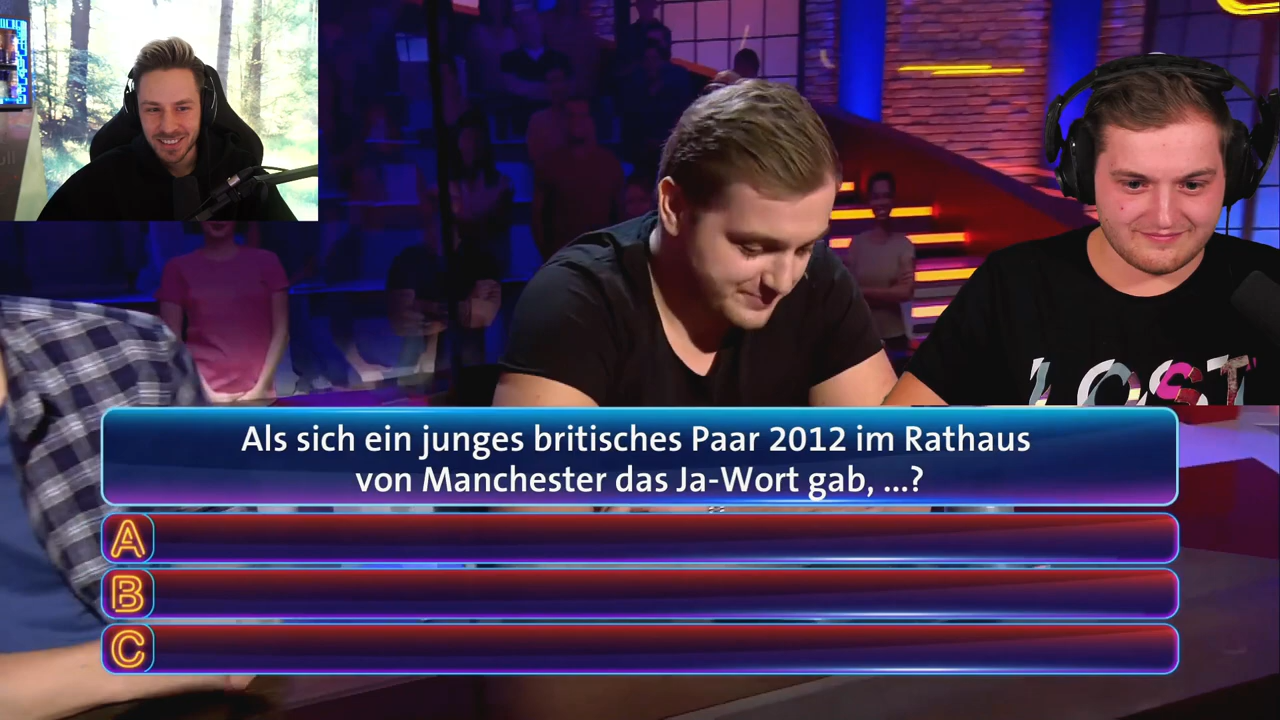 Als sich ein junges britisches Paar 2012 im Rathaus
von Manchester das Ja-Wort gab, ...?
A
B
C
LOST